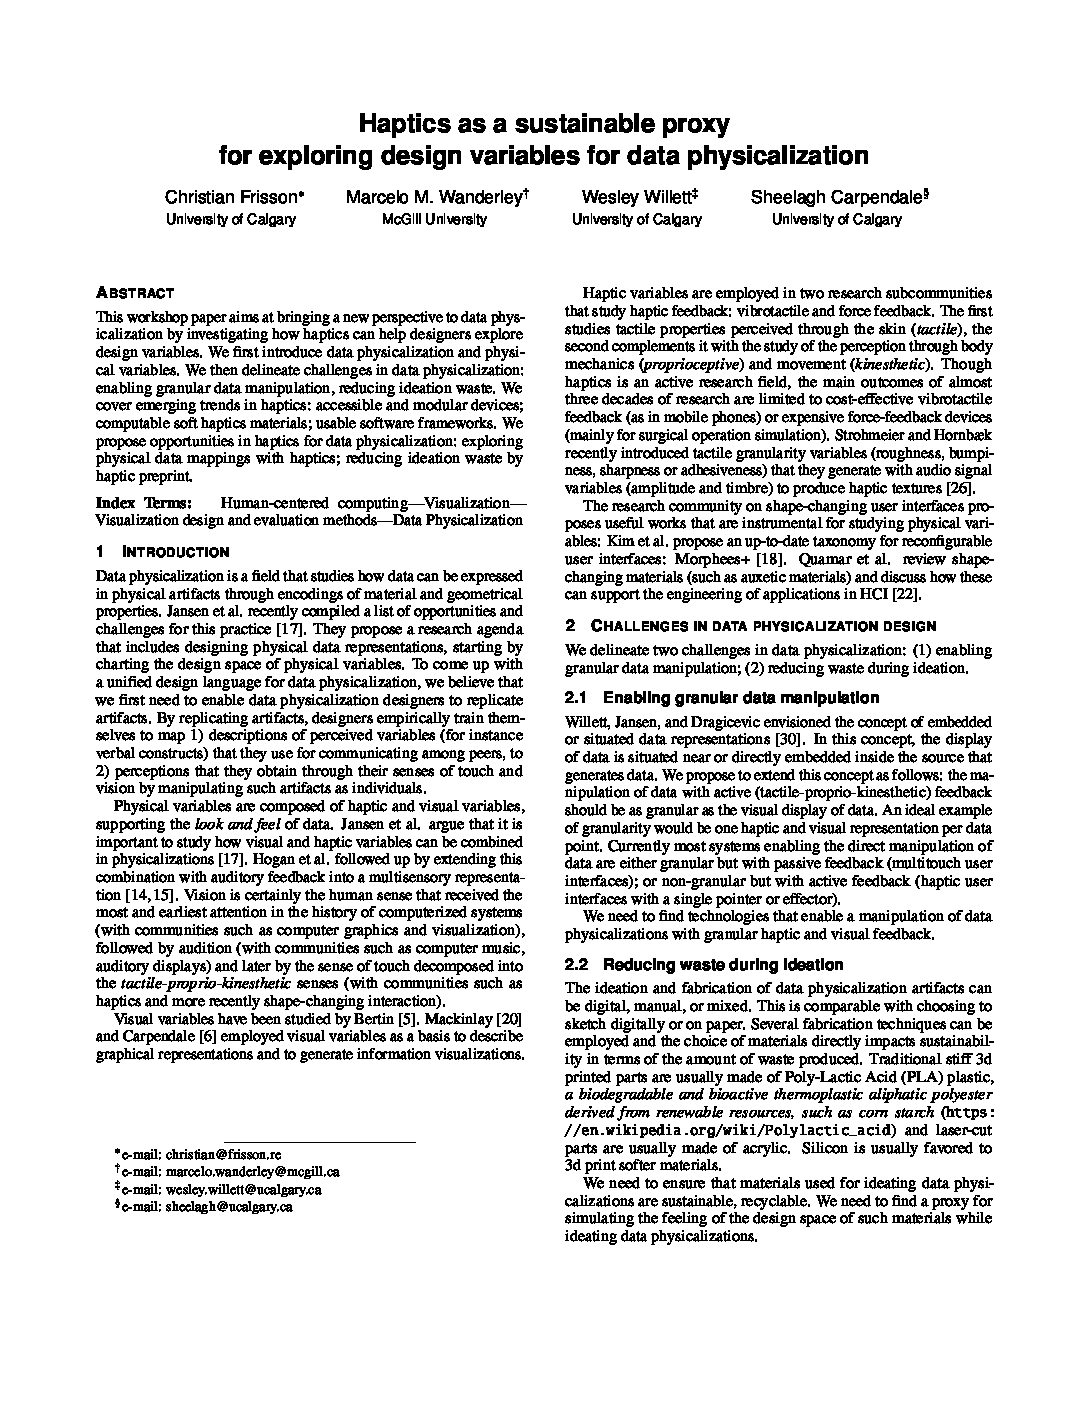 Haptics as a sustainable proxy
for exploring design variables for data physicalization
Christian Frisson* Marcelo M. Wanderley† Wesley Willett‡ Sheelagh Carpendale§
University of Calgary McGill University University of Calgary University of Calgary
ABSTRACT
This workshop paper aims at bringing a new perspective to data phys-
icalization by investigating how haptics can help designers explore
design variables. We first introduce data physicalization and physi-
cal variables. We then delineate challenges in data physicalization:
enabling granular data manipulation, reducing ideation waste. We
cover emerging trends in haptics: accessible and modular devices;
computable soft haptics materials; usable software frameworks. We
propose opportunities in haptics for data physicalization: exploring
physical data mappings with haptics; reducing ideation waste by
haptic preprint.
Index Terms: Human-centered computing—Visualization—
Visualization design and evaluation methods—Data Physicalization
1 INTRODUCTION
Data physicalization is a field that studies how data can be expressed
in physical artifacts through encodings of material and geometrical
properties. Jansen et al. recently compiled a list of opportunities and
challenges for this practice [17]. They propose a research agenda
that includes designing physical data representations, starting by
charting the design space of physical variables. To come up with
a unified design language for data physicalization, we believe that
we first need to enable data physicalization designers to replicate
artifacts. By replicating artifacts, designers empirically train them-
selves to map 1) descriptions of perceived variables (for instance
verbal constructs) that they use for communicating among peers, to
2) perceptions that they obtain through their senses of touch and
vision by manipulating such artifacts as individuals.
Physical variables are composed of haptic and visual variables,
supporting the look and feel of data. Jansen et al. argue that it is
important to study how visual and haptic variables can be combined
in physicalizations [17]. Hogan et al. followed up by extending this
combination with auditory feedback into a multisensory representa-
tion [14, 15]. Vision is certainly the human sense that received the
most and earliest attention in the history of computerized systems
(with communities such as computer graphics and visualization),
followed by audition (with communities such as computer music,
auditory displays) and later by the sense of touch decomposed into
the tactile-proprio-kinesthetic senses (with communities such as
haptics and more recently shape-changing interaction).
Visual variables have been studied by Bertin [5]. Mackinlay [20]
and Carpendale [6] employed visual variables as a basis to describe
graphical representations and to generate information visualizations.
*e-mail: christian@frisson.re
†e-mail: marcelo.wanderley@mcgill.ca
‡e-mail: wesley.willett@ucalgary.ca
§e-mail: sheelagh@ucalgary.ca
Haptic variables are employed in two research subcommunities
that study haptic feedback: vibrotactile and force feedback. The first
studies tactile properties perceived through the skin (tactile), the
second complements it with the study of the perception through body
mechanics (proprioceptive) and movement (kinesthetic). Though
haptics is an active research field, the main outcomes of almost
three decades of research are limited to cost-effective vibrotactile
feedback (as in mobile phones) or expensive force-feedback devices
(mainly for surgical operation simulation). Strohmeier and Hornbæk
recently introduced tactile granularity variables (roughness, bumpi-
ness, sharpness or adhesiveness) that they generate with audio signal
variables (amplitude and timbre) to produce haptic textures [26].
The research community on shape-changing user interfaces pro-
poses useful works that are instrumental for studying physical vari-
ables: Kim et al. propose an up-to-date taxonomy for reconfigurable
user interfaces: Morphees+ [18]. Quamar et al. review shape-
changing materials (such as auxetic materials) and discuss how these
can support the engineering of applications in HCI [22].
2 CHALLENGES IN DATA PHYSICALIZATION DESIGN
We delineate two challenges in data physicalization: (1) enabling
granular data manipulation; (2) reducing waste during ideation.
2.1 Enabling granular data manipulation
Willett, Jansen, and Dragicevic envisioned the concept of embedded
or situated data representations [30]. In this concept, the display
of data is situated near or directly embedded inside the source that
generates data. We propose to extend this concept as follows: the ma-
nipulation of data with active (tactile-proprio-kinesthetic) feedback
should be as granular as the visual display of data. An ideal example
of granularity would be one haptic and visual representation per data
point. Currently most systems enabling the direct manipulation of
data are either granular but with passive feedback (multitouch user
interfaces); or non-granular but with active feedback (haptic user
interfaces with a single pointer or effector).
We need to find technologies that enable a manipulation of data
physicalizations with granular haptic and visual feedback.
2.2 Reducing waste during ideation
The ideation and fabrication of data physicalization artifacts can
be digital, manual, or mixed. This is comparable with choosing to
sketch digitally or on paper. Several fabrication techniques can be
employed and the choice of materials directly impacts sustainabil-
ity in terms of the amount of waste produced. Traditional stiff 3d
printed parts are usually made of Poly-Lactic Acid (PLA) plastic,
a biodegradable and bioactive thermoplastic aliphatic polyester
derived from renewable resources, such as corn starch (https:
//en.wikipedia.org/wiki/Polylactic_acid) and laser-cut
parts are usually made of acrylic. Silicon is usually favored to
3d print softer materials.
We need to ensure that materials used for ideating data physi-
calizations are sustainable, recyclable. We need to find a proxy for
simulating the feeling of the design space of such materials while
ideating data physicalizations.